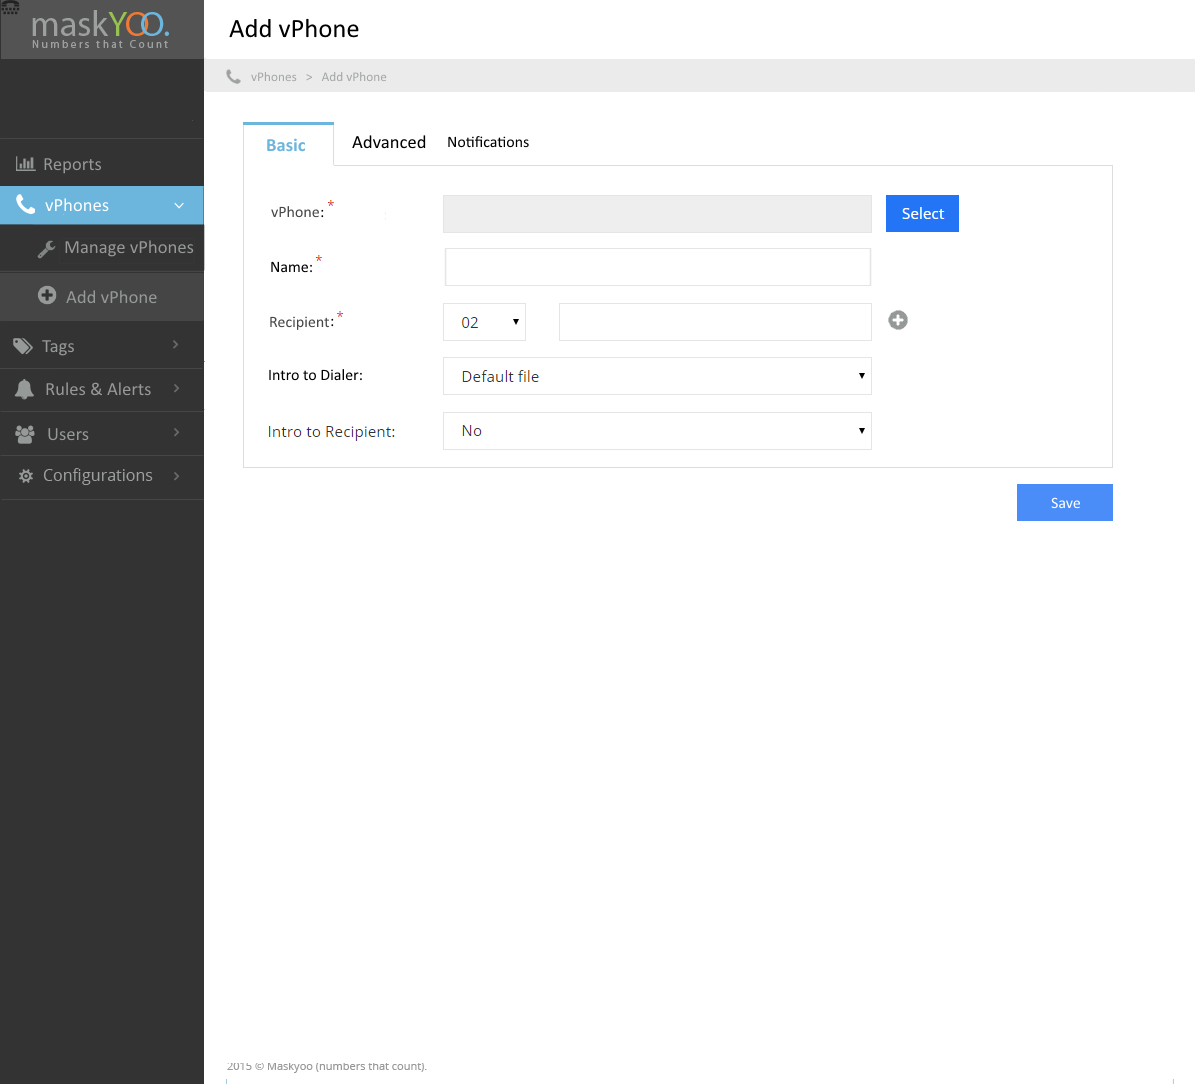 maskYOO.
Numbers that Count
Add vPhone
vPhones > Add vPhone
Reports
vPhones
Manage vPhones
Add vPhone
Tags
Rules & Alerts
Users
Configurations
Basic Advanced Notifications
vPhone:* Select
Name:*
Recipient:* 02
Intro to Dialer: Default file
Intro to Recipient: No
Save
2015 © Maskyoo (numbers that count).